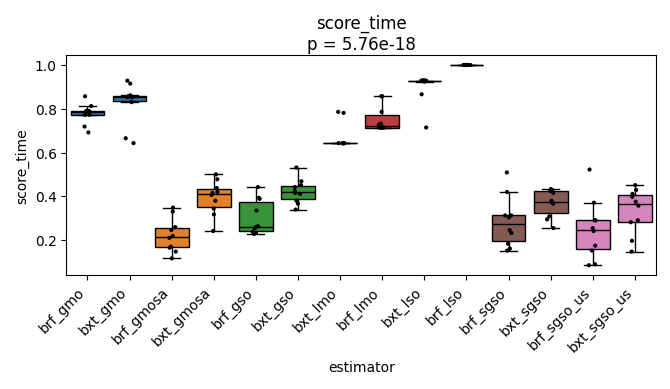 score_time
p = 5.76e-18
score_time
1.0
0.8
0.6
0.4
0.2
brf_gmo
bxt_gmo
brf_gmosa
bxt_gmosa
brf_gso
bxt_gso
bxt_lmo
brf_lmo
bxt_lso
brf_lso
brf_sgso
bxt_sgso
brf_sgso_us
bxt_sgso_us
estimator